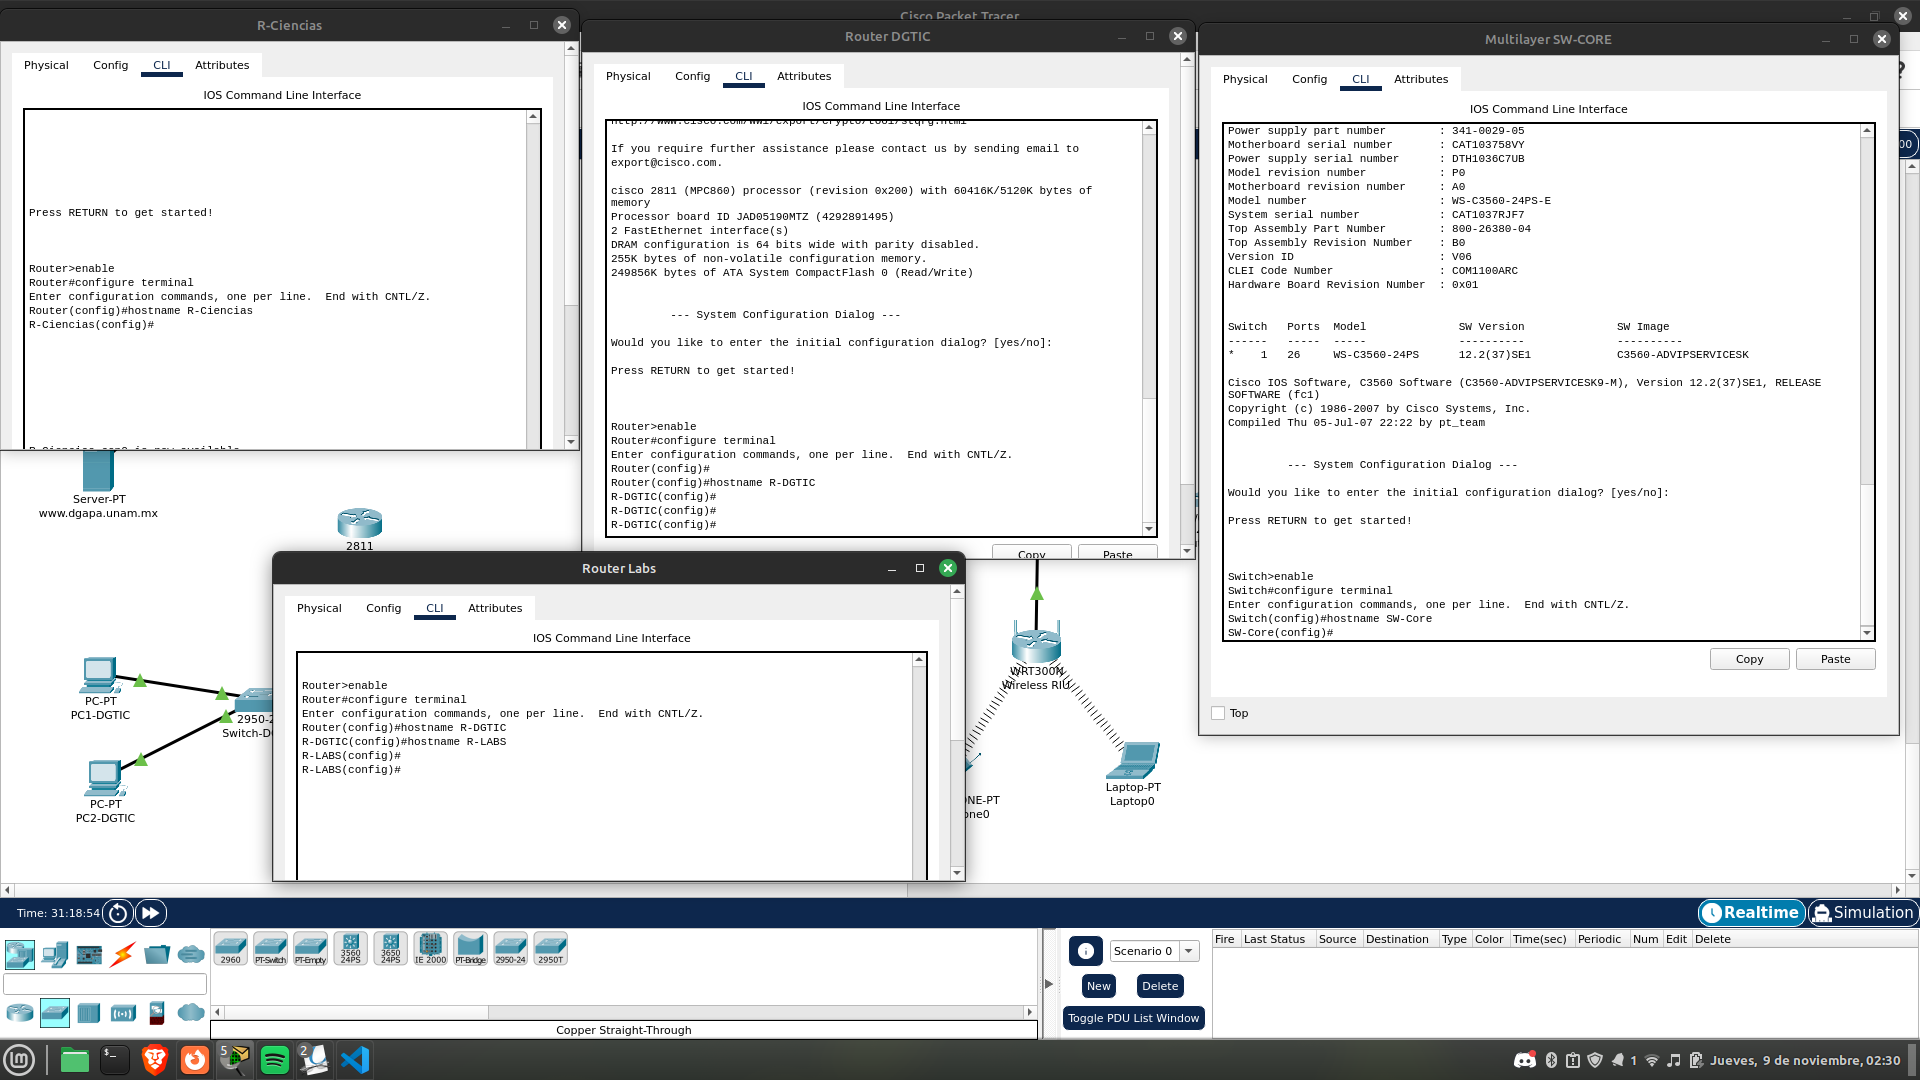 Cisco Packet Tracer
R-Ciencias
Physical Config CLI Attributes
IOS Command Line Interface
Press RETURN to get started!
Router>enable
Router#configure terminal
Enter configuration commands, one per line.  End with CNTL/Z.
Router(config)#hostname R-Ciencias
R-Ciencias(config)#
Router DGTIC
Physical Config CLI Attributes
IOS Command Line Interface
http://www.cisco.com/wwl/export/crypto/tool/stqrg.html
If you require further assistance please contact us by sending email to
export@cisco.com.
cisco 2811 (MPC860) processor (revision 0x200) with 60416K/5120K bytes of
memory
Processor board ID JAD05190MTZ (4292891495)
2 FastEthernet interface(s)
DRAM configuration is 64 bits wide with parity disabled.
255K bytes of non-volatile configuration memory.
249856K bytes of ATA System CompactFlash 0 (Read/Write)
--- System Configuration Dialog ---
Would you like to enter the initial configuration dialog? [yes/no]:
Press RETURN to get started!
Router>enable
Router#configure terminal
Enter configuration commands, one per line.  End with CNTL/Z.
Router(config)#
Router(config)#hostname R-DGTIC
R-DGTIC(config)#
R-DGTIC(config)#
R-DGTIC(config)#
Copy Paste
Multilayer SW-CORE
Physical Config CLI Attributes
IOS Command Line Interface
Power supply part number : 341-0029-05
Motherboard serial number : CAT103758VY
Power supply serial number : DTH1036C7UB
Model revision number : P0
Motherboard revision number : A0
Model number : WS-C3560-24PS-E
System serial number : CAT1037RJF7
Top Assembly Part Number : 800-26380-04
Top Assembly Revision Number : B0
Version ID : V06
CLEI Code Number : COM1100ARC
Hardware Board Revision Number : 0x01
Switch Ports Model SW Version SW Image
------ ----- ----- ---------- ----------
* 1 26 WS-C3560-24PS 12.2(37)SE1 C3560-ADVIPSERVICESK
Cisco IOS Software, C3560 Software (C3560-ADVIPSERVICESK9-M), Version 12.2(37)SE1, RELEASE
SOFTWARE (fc1)
Copyright (c) 1986-2007 by Cisco Systems, Inc.
Compiled Thu 05-Jul-07 22:22 by pt_team
--- System Configuration Dialog ---
Would you like to enter the initial configuration dialog? [yes/no]:
Press RETURN to get started!
Switch>enable
Switch#configure terminal
Enter configuration commands, one per line.  End with CNTL/Z.
Switch(config)#hostname SW-Core
SW-Core(config)#
Copy Paste
Top
Server-PT
www.dgapa.unam.mx
2811
PC-PT
PC1-DGTIC
2950-2
Switch-D
PC-PT
PC2-DGTIC
Router Labs
Physical Config CLI Attributes
IOS Command Line Interface
Router>enable
Router#configure terminal
Enter configuration commands, one per line.  End with CNTL/Z.
Router(config)#hostname R-DGTIC
R-DGTIC(config)#hostname R-LABS
R-LABS(config)#
R-LABS(config)#
WRT300N
Wireless RIU
Laptop-PT
Laptop0
NE-PT
one0
Time: 31:18:54
Realtime Simulation
2960 PT-Switch PT-Empty 3560 24PS 3650 24PS IE 2000 PT-Bridge 2950-24 2950T
Copper Straight-Through
Scenario 0
New Delete
Toggle PDU List Window
Fire Last Status Source Destination Type Color Time(sec) Periodic Num Edit Delete
5
2
1
Jueves, 9 de noviembre, 02:30